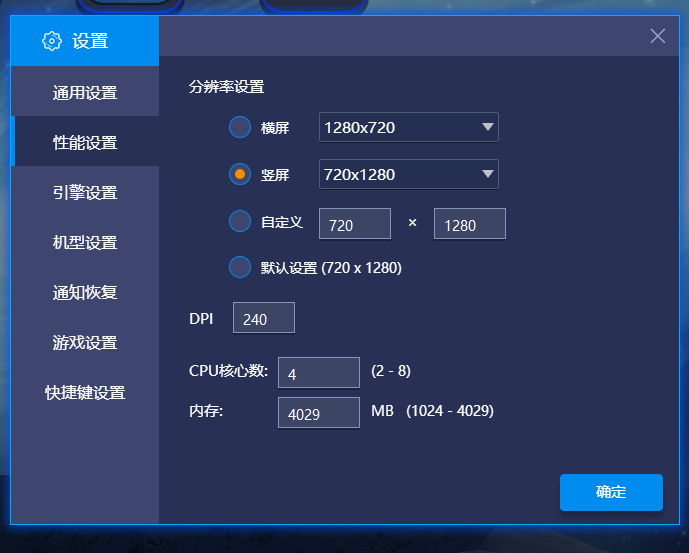 设置
通用设置
性能设置
引擎设置
机型设置
通知恢复
游戏设置
快捷键设置
分辨率设置
横屏 1280x720
竖屏 720x1280
自定义 720 × 1280
默认设置 (720 x 1280)
DPI 240
CPU核心数: 4 (2 - 8)
内存: 4029 MB (1024 - 4029)
确定